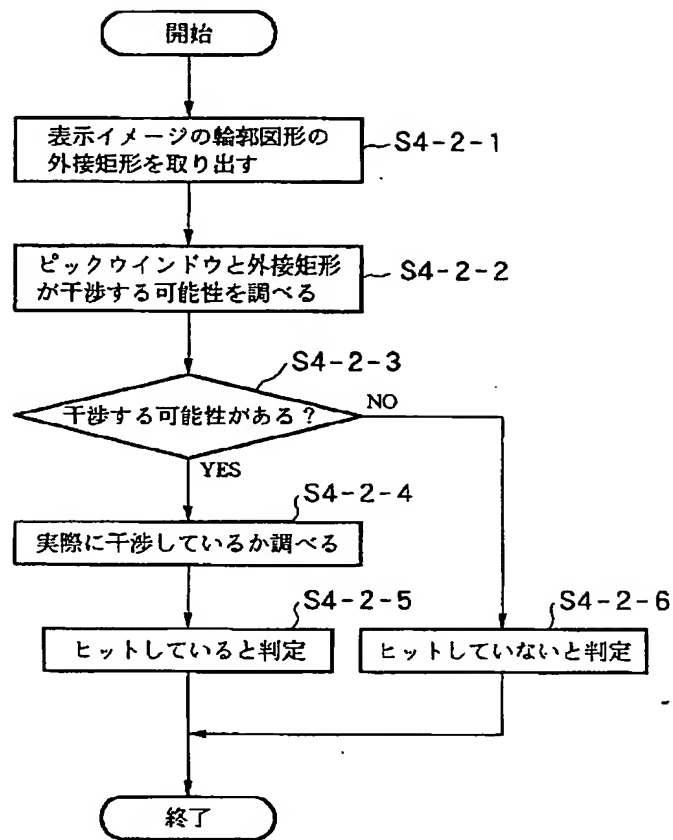 開始
表示イメージの輪郭図形の
外接矩形を取り出す
S4-2-1
ピックウインドウと外接矩形
が干渉する可能性を調べる
S4-2-2
S4-2-3
干渉する可能性がある？
NO
YES
S4-2-4
実際に干渉しているか調べる
S4-2-5
ヒットしていると判定
S4-2-6
ヒットしていないと判定
終了